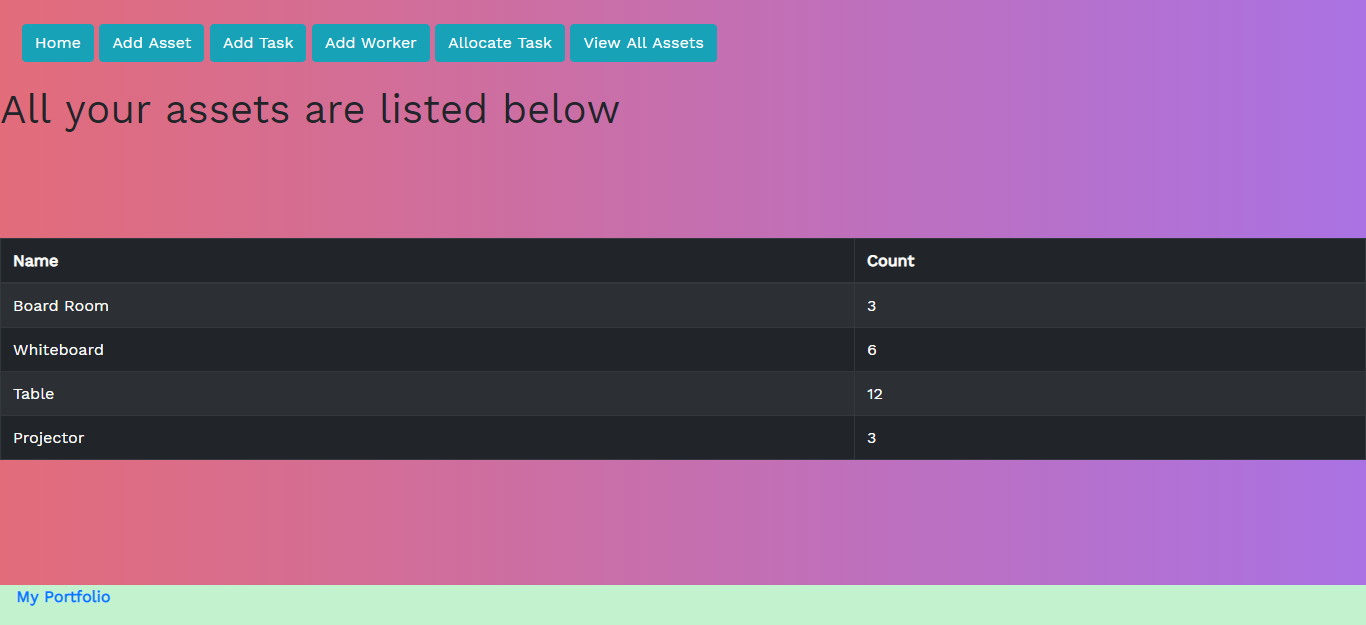 Home Add Asset Add Task Add Worker Allocate Task View All Assets
All your assets are listed below
Name Count
Board Room 3
Whiteboard 6
Table 12
Projector 3
My Portfolio